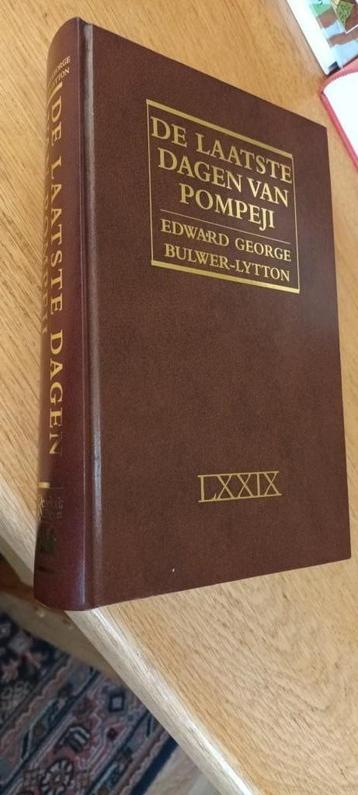 DE LAATSTE
DAGEN VAN
POMPEJI
EDWARD GEORGE
BULWER-LYTTON
LXXIX
DE LAATSTE DAGEN